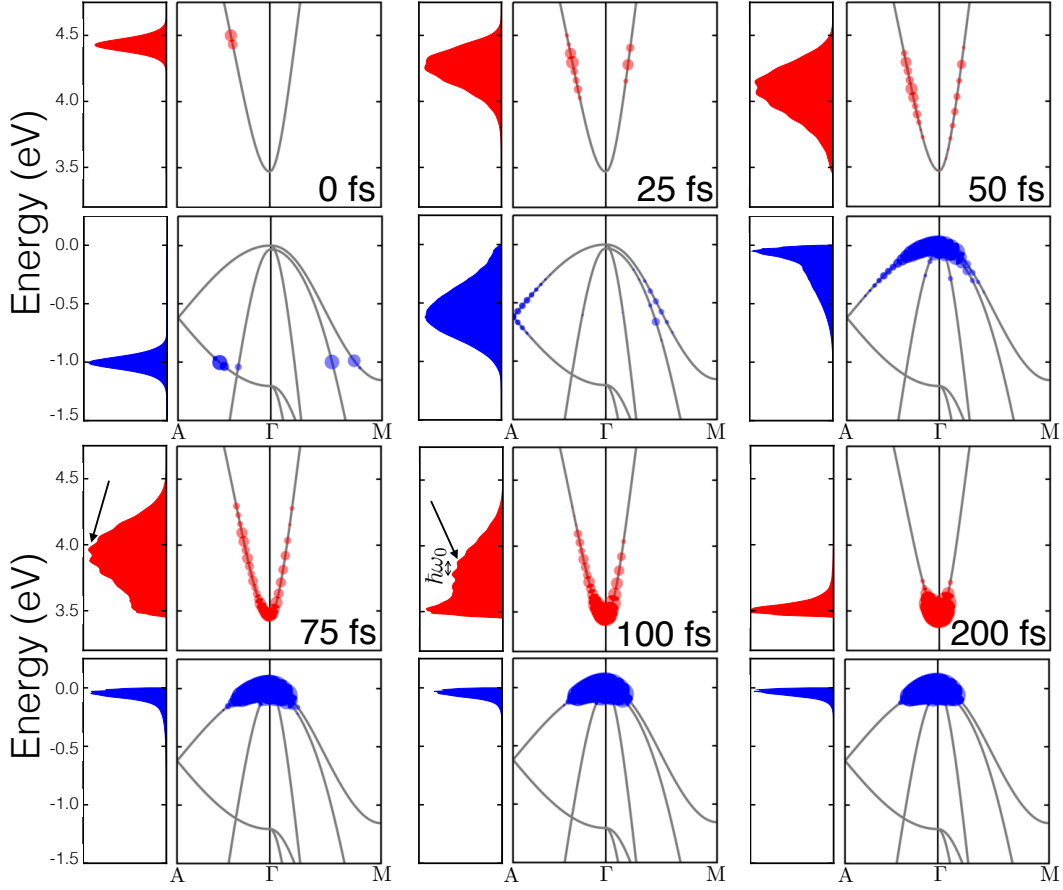 Energy (eV)
4.5
4.0
3.5
0 fs
25 fs
50 fs
0.0
-0.5
-1.0
-1.5
A Γ M
A Γ M
A Γ M
Energy (eV)
4.5
4.0
3.5
ħω0
75 fs
100 fs
200 fs
0.0
-0.5
-1.0
-1.5
A Γ M
A Γ M
A Γ M